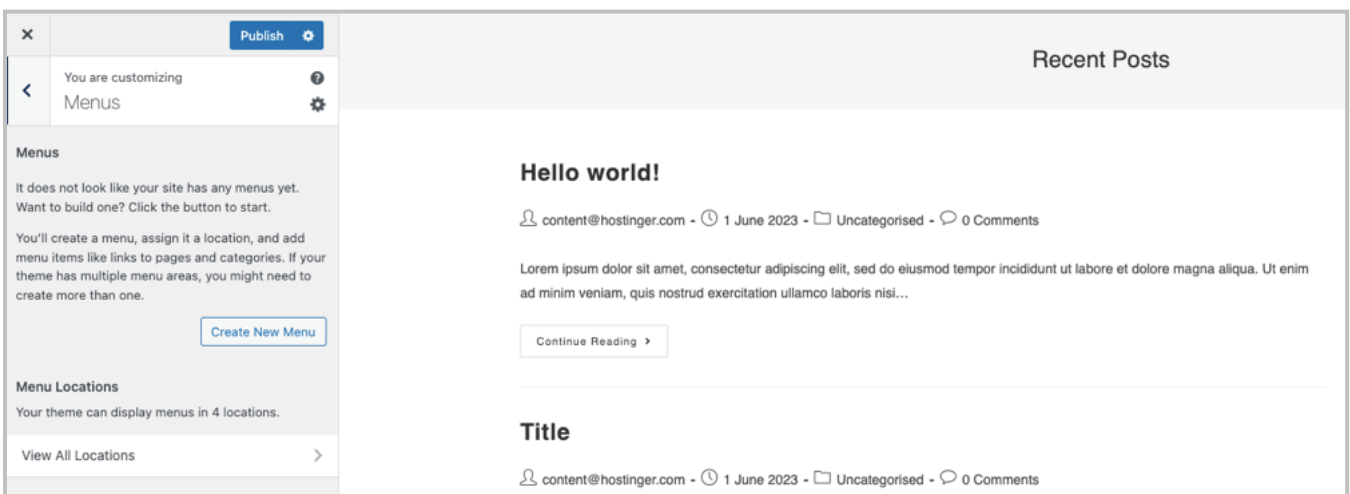 Publish
You are customizing
Menus
Menus
It does not look like your site has any menus yet.
Want to build one? Click the button to start.
You'll create a menu, assign it a location, and add
menu items like links to pages and categories. If your
theme has multiple menu areas, you might need to
create more than one.
Create New Menu
Menu Locations
Your theme can display menus in 4 locations.
View All Locations
Recent Posts
Hello world!
content@hostinger.com - 1 June 2023 - Uncategorised - 0 Comments
Lorem ipsum dolor sit amet, consectetur adipiscing elit, sed do eiusmod tempor incididunt ut labore et dolore magna aliqua. Ut enim
ad minim veniam, quis nostrud exercitation ullamco laboris nisi…
Continue Reading
Title
content@hostinger.com - 1 June 2023 - Uncategorised - 0 Comments